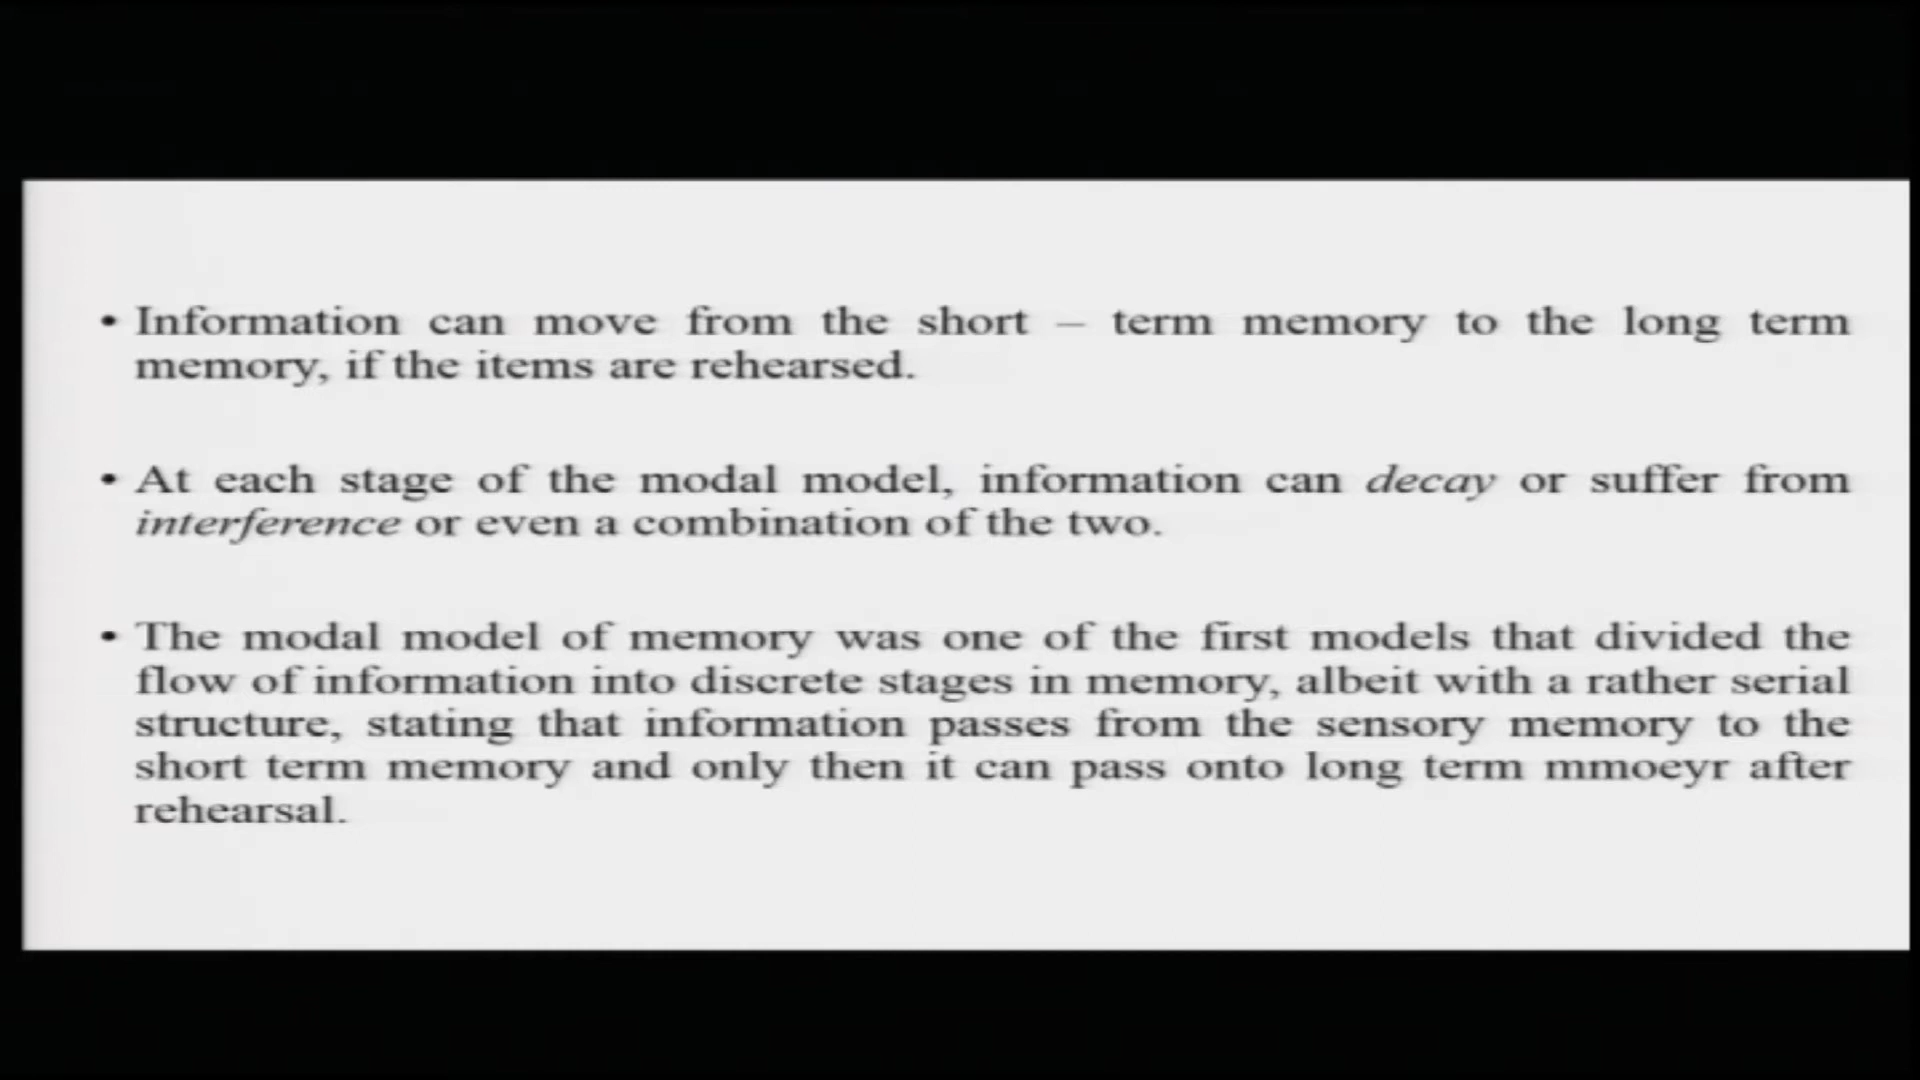 • Information can move from the short – term memory to the long term
memory, if the items are rehearsed.
• At each stage of the modal model, information can decay or suffer from
interference or even a combination of the two.
• The modal model of memory was one of the first models that divided the
flow of information into discrete stages in memory, albeit with a rather serial
structure, stating that information passes from the sensory memory to the
short term memory and only then it can pass onto long term mmoeyr after
rehearsal.